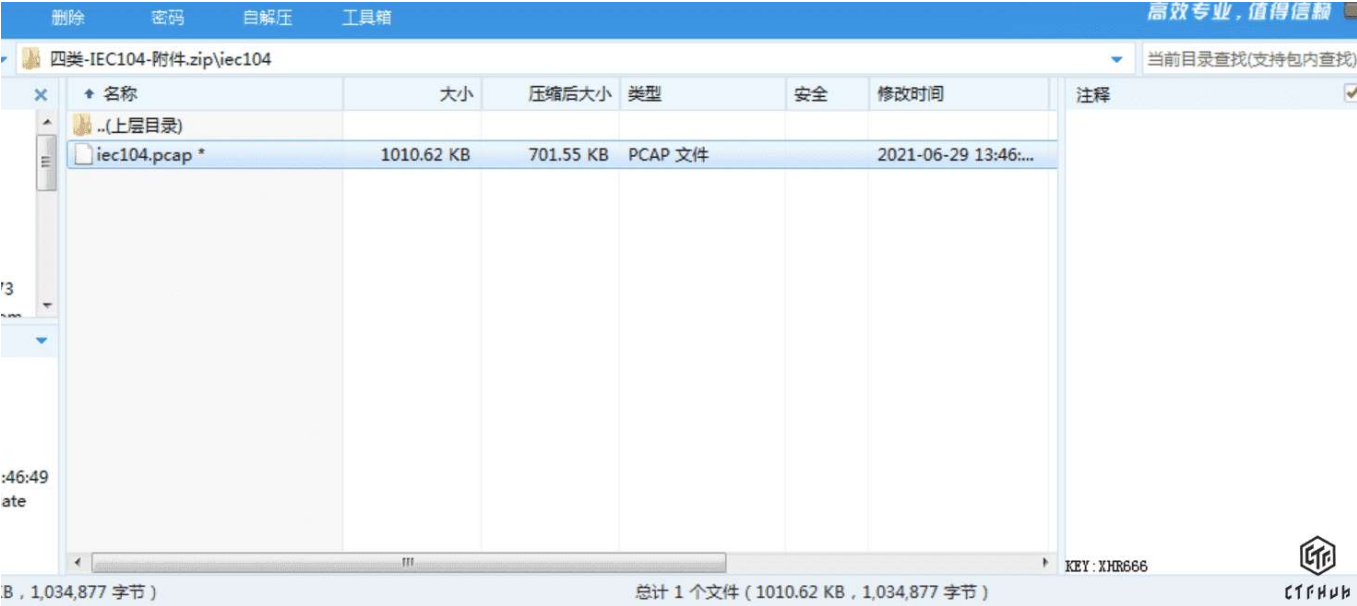 删除 密码 自解压 工具箱 高效专业，值得信赖
四类-IEC104-附件.zip\iec104 当前目录查找(支持包内查找)
名称 大小 压缩后大小 类型 安全 修改时间 注释
..(上层目录)
iec104.pcap * 1010.62 KB 701.55 KB PCAP 文件 2021-06-29 13:46:...
73
:46:49
ate
KEY:XHR666
CTFHub
B，1,034,877 字节） 总计 1 个文件（1010.62 KB，1,034,877 字节）